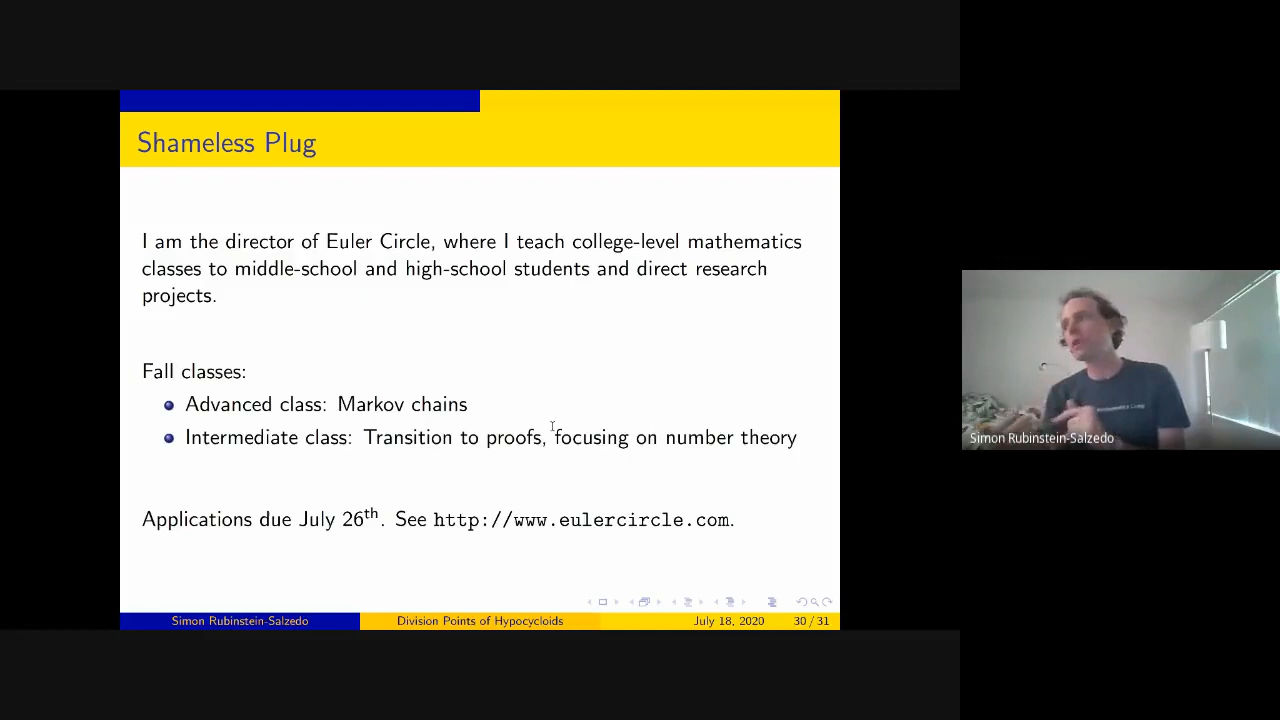 Shameless Plug
I am the director of Euler Circle, where I teach college-level mathematics
classes to middle-school and high-school students and direct research
projects.
Fall classes:
Advanced class: Markov chains
Intermediate class: Transition to proofs, focusing on number theory
Applications due July 26th. See http://www.eulercircle.com.
Simon Rubinstein-Salzedo
Division Points of Hypocycloids
July 18, 2020
30 / 31
Simon Rubinstein-Salzedo